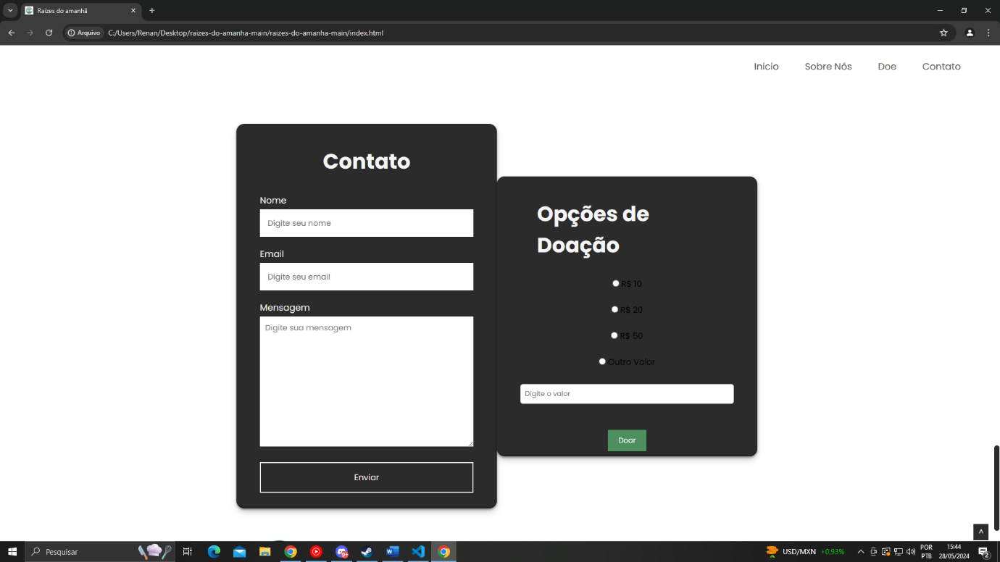 Raízes do amanhã
Arquivo
C:/Users/Renan/Desktop/raizes-do-amanha-main/raizes-do-amanha-main/index.html
Inicio
Sobre Nós
Doe
Contato
Contato
Nome
Digite seu nome
Email
Digite seu email
Mensagem
Digite sua mensagem
Enviar
Opções de
Doação
R$ 10
R$ 20
R$ 50
Outro Valor
Digite o valor
Doar
Pesquisar
USD/MXN +0,93%
POR
PTB
15:44
28/05/2024
2